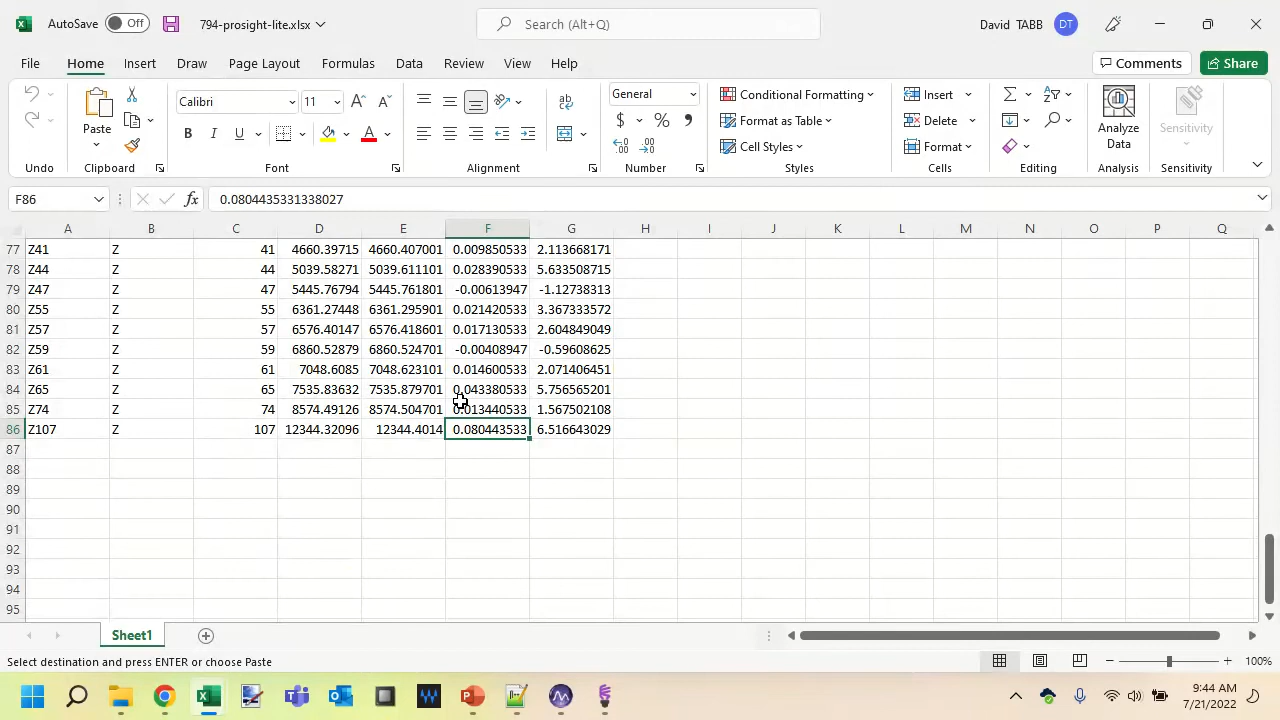 AutoSave Off 794-prosight-lite.xlsx Search (Alt+Q) David TABB DT
File Home Insert Draw Page Layout Formulas Data Review View Help Comments Share
Calibri 11 General Conditional Formatting Insert
Paste Format as Table Delete Analyze Data Sensitivity
B I U A $ % Cell Styles Format
Undo Clipboard Font Alignment Number Styles Cells Editing Analysis Sensitivity
F86 fx 0.0804435331338027
A B C D E F G H I J K L M N O P Q
77 Z41 Z 41 4660.39715 4660.407001 0.009850533 2.113668171
78 Z44 Z 44 5039.58271 5039.611101 0.028390533 5.633508715
79 Z47 Z 47 5445.76794 5445.761801 -0.00613947 -1.12738313
80 Z55 Z 55 6361.27448 6361.295901 0.021420533 3.367333572
81 Z57 Z 57 6576.40147 6576.418601 0.017130533 2.604849049
82 Z59 Z 59 6860.52879 6860.524701 -0.00408947 -0.59608625
83 Z61 Z 61 7048.6085 7048.623101 0.014600533 2.071406451
84 Z65 Z 65 7535.83632 7535.879701 0.043380533 5.756565201
85 Z74 Z 74 8574.49126 8574.504701 0.013440533 1.567502108
86 Z107 Z 107 12344.32096 12344.4014 0.080443533 6.516643029
87
88
89
90
91
92
93
94
95
Sheet1
Select destination and press ENTER or choose Paste 100%
9:44 AM
7/21/2022